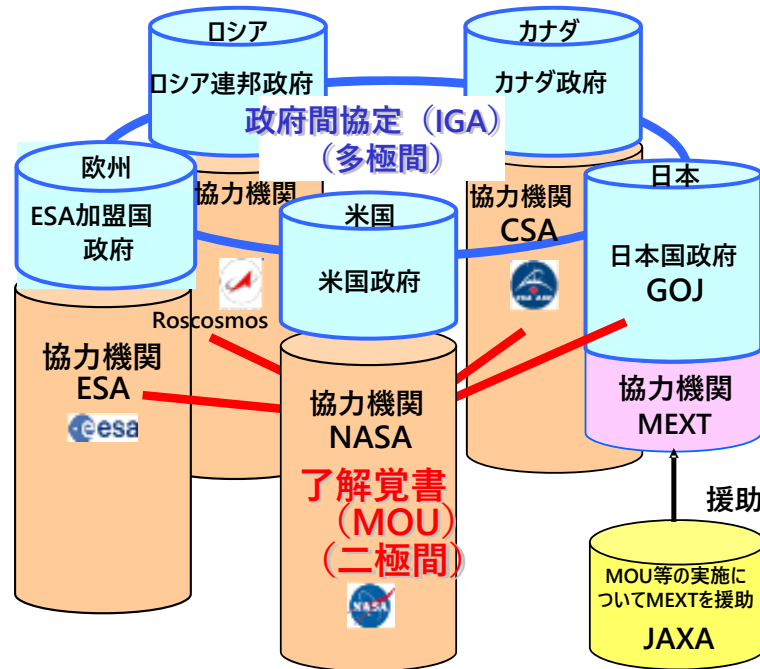 ロシア
ロシア連邦政府
カナダ
カナダ政府
政府間協定（IGA）
（多極間）
欧州
ESA加盟国
政府
協力機関
Roscosmos
米国
米国政府
協力機関
CSA
日本
日本国政府
GOJ
協力機関
ESA
esa
協力機関
NASA
了解覚書
（MOU）
（二極間）
NASA
協力機関
MEXT
援助
MOU等の実施に
ついてMEXTを援助
JAXA